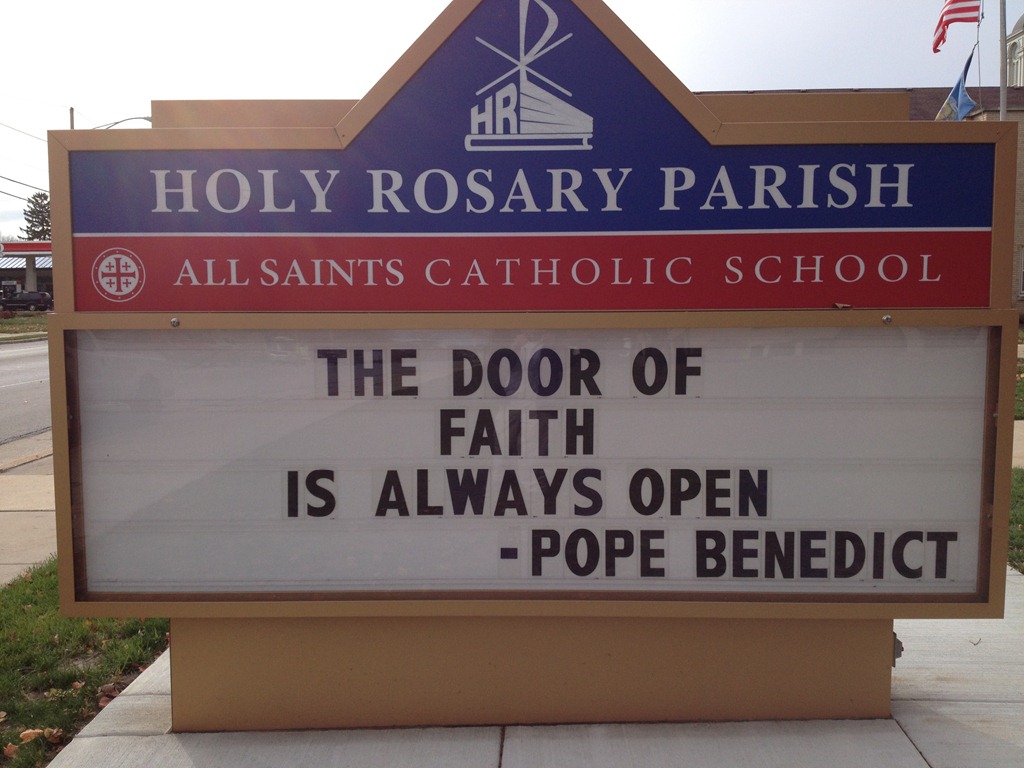 HR
HOLY ROSARY PARISH
ALL SAINTS CATHOLIC SCHOOL
THE DOOR OF
FAITH
IS ALWAYS OPEN
-POPE BENEDICT